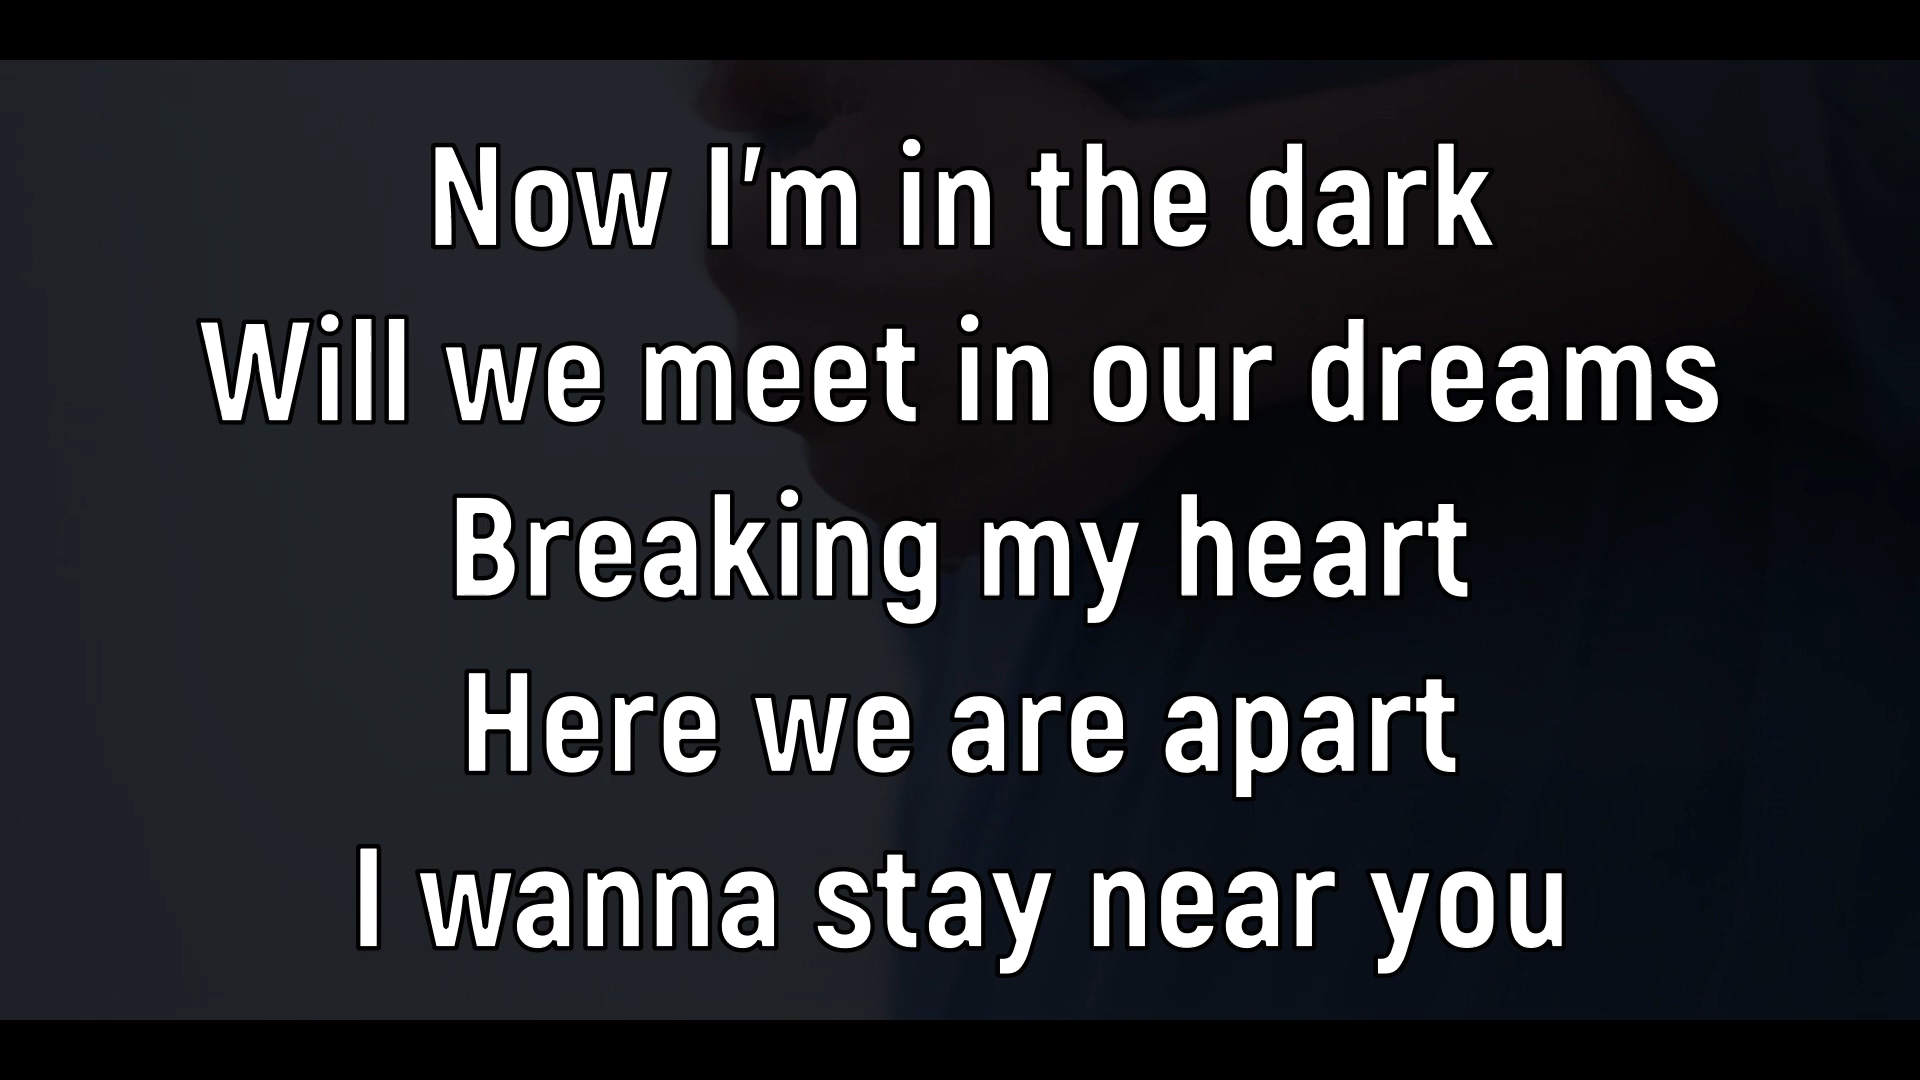 Now I'm in the dark
Will we meet in our dreams
Breaking my heart
Here we are apart
I wanna stay near you